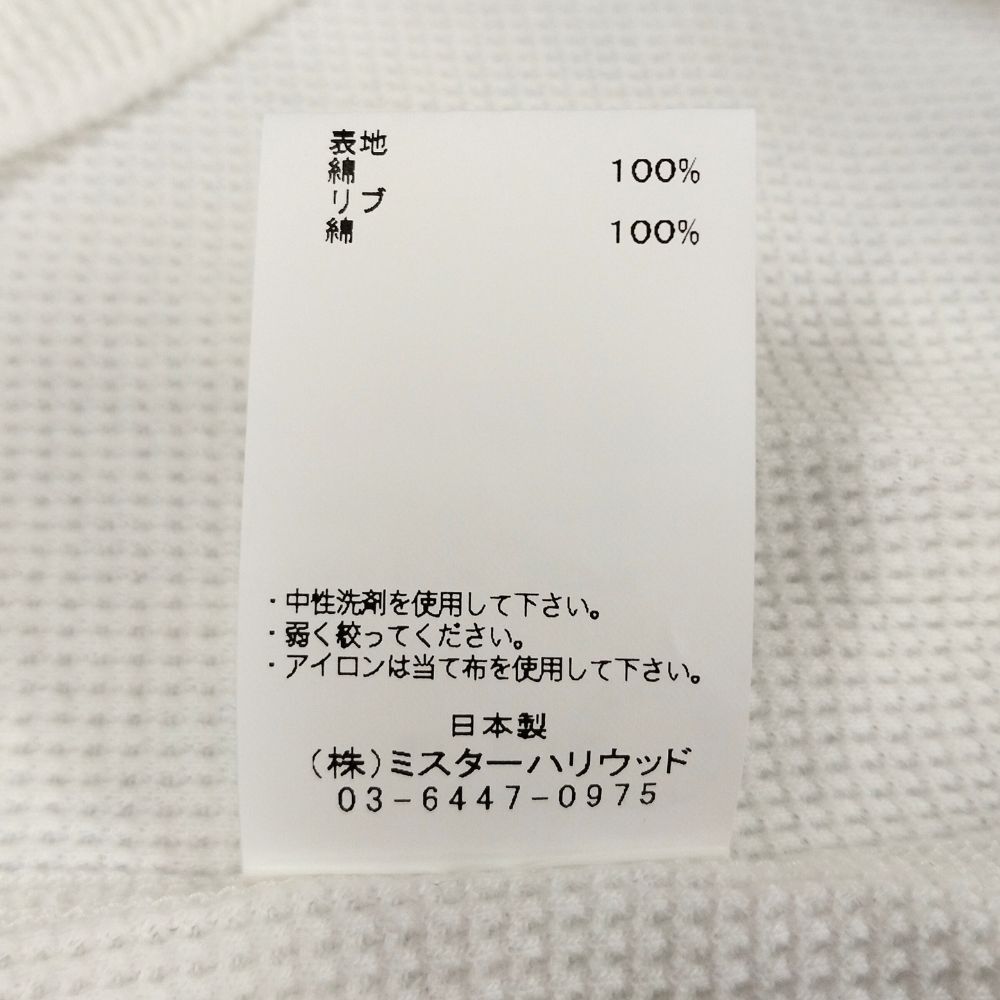 表地
綿 100%
リブ
綿 100%
・中性洗剤を使用して下さい。
・弱く絞ってください。
・アイロンは当て布を使用して下さい。
日本製
(株)ミスターハリウッド
03-6447-0975